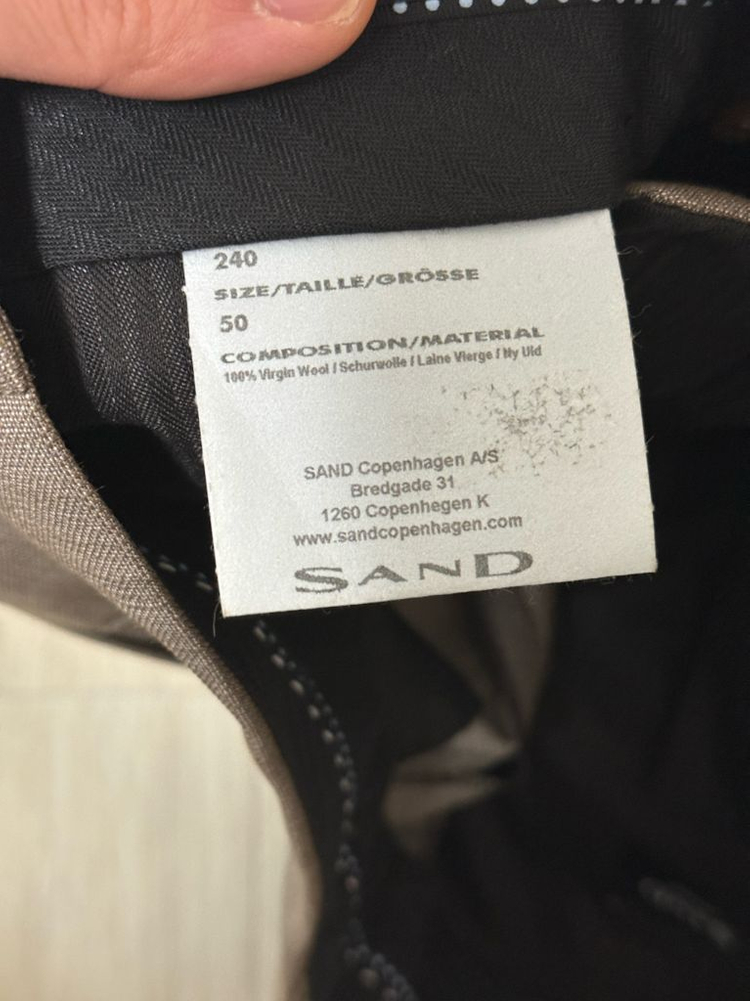 240
SIZE/TAILLE/GRÖSSE
50
COMPOSITION/MATERIAL
100% Virgin Wool / Schurwolle / Laine Vierge / Ny Uld
SAND Copenhagen A/S
Bredgade 31
1260 Copenhegen K
www.sandcopenhagen.com
SAND